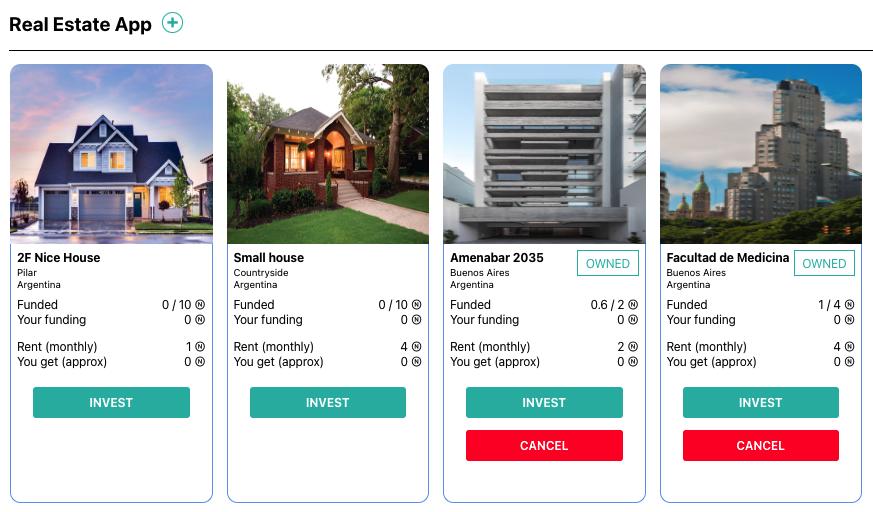 Real Estate App
2F Nice House
Pilar
Argentina
Funded 0 / 10 Ⓝ
Your funding 0 Ⓝ
Rent (monthly) 1 Ⓝ
You get (approx) 0 Ⓝ
INVEST
Small house
Countryside
Argentina
Funded 0 / 10 Ⓝ
Your funding 0 Ⓝ
Rent (monthly) 4 Ⓝ
You get (approx) 0 Ⓝ
INVEST
Amenabar 2035 OWNED
Buenos Aires
Argentina
Funded 0.6 / 2 Ⓝ
Your funding 0 Ⓝ
Rent (monthly) 2 Ⓝ
You get (approx) 0 Ⓝ
INVEST
CANCEL
Facultad de Medicina OWNED
Buenos Aires
Argentina
Funded 1 / 4 Ⓝ
Your funding 0 Ⓝ
Rent (monthly) 4 Ⓝ
You get (approx) 0 Ⓝ
INVEST
CANCEL